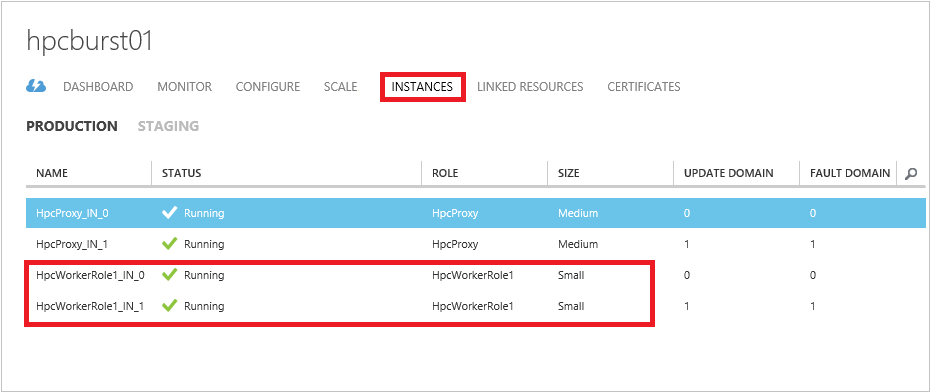 hpcburst01
DASHBOARD MONITOR CONFIGURE SCALE INSTANCES LINKED RESOURCES CERTIFICATES
PRODUCTION STAGING
NAME STATUS ROLE SIZE UPDATE DOMAIN FAULT DOMAIN
HpcProxy_IN_0 Running HpcProxy Medium 0 0
HpcProxy_IN_1 Running HpcProxy Medium 1 1
HpcWorkerRole1_IN_0 Running HpcWorkerRole1 Small 0 0
HpcWorkerRole1_IN_1 Running HpcWorkerRole1 Small 1 1